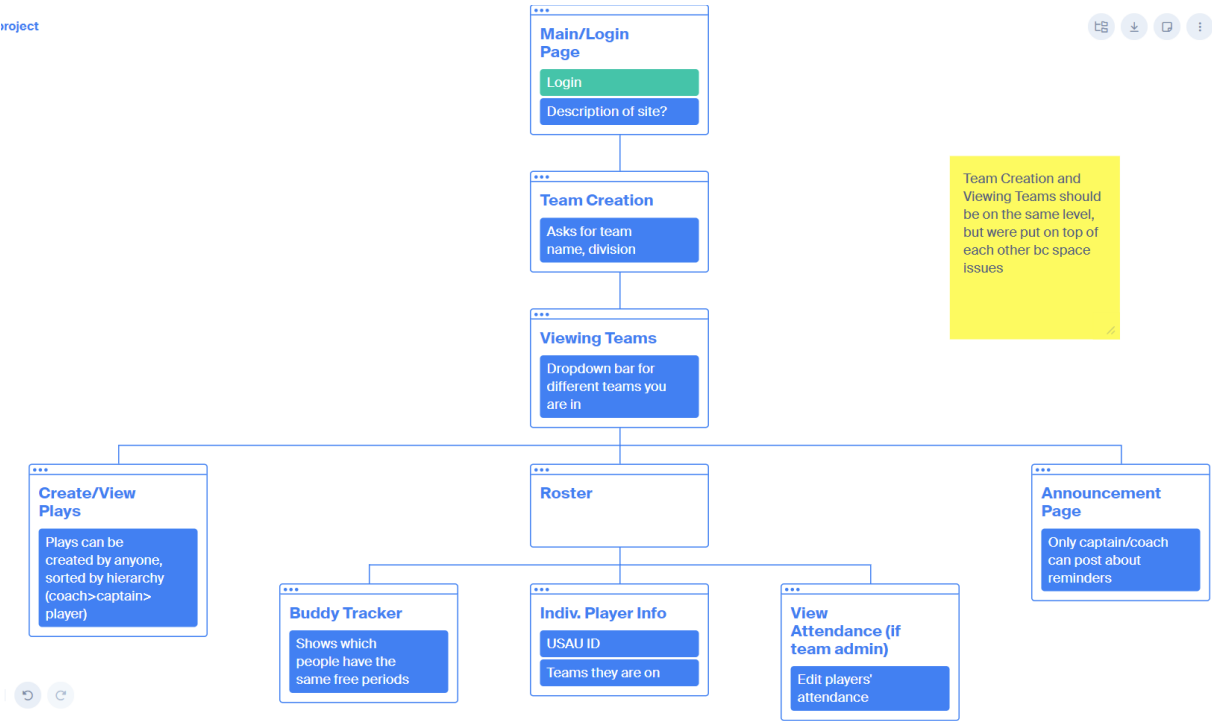 project
Main/Login
Page
Login
Description of site?
Team Creation
Asks for team
name, division
Team Creation and
Viewing Teams should
be on the same level,
but were put on top of
each other bc space
issues
Viewing Teams
Dropdown bar for
different teams you
are in
Create/View
Plays
Plays can be
created by anyone,
sorted by hierarchy
(coach>captain>
player)
Roster
Announcement
Page
Only captain/coach
can post about
reminders
Buddy Tracker
Shows which
people have the
same free periods
Indiv. Player Info
USAU ID
Teams they are on
View
Attendance (if
team admin)
Edit players'
attendance